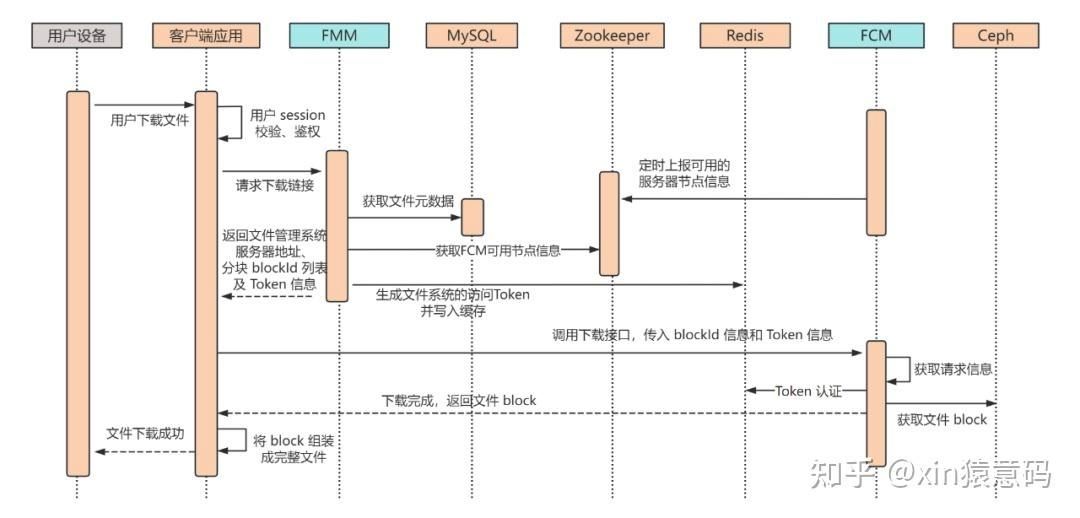 用户设备
客户端应用
FMM
MySQL
Zookeeper
Redis
FCM
Ceph
用户下载文件
用户 session
校验、鉴权
定时上报可用的
服务器节点信息
请求下载链接
获取文件元数据
返回文件管理系统
服务器地址、
分块 blockId 列表
及 Token 信息
获取FCM可用节点信息
生成文件系统的访问Token
并写入缓存
调用下载接口，传入 blockId 信息和 Token 信息
获取请求信息
Token 认证
下载完成，返回文件 block
获取文件 block
文件下载成功
将 block 组装
成完整文件
知乎 @xin猿意码